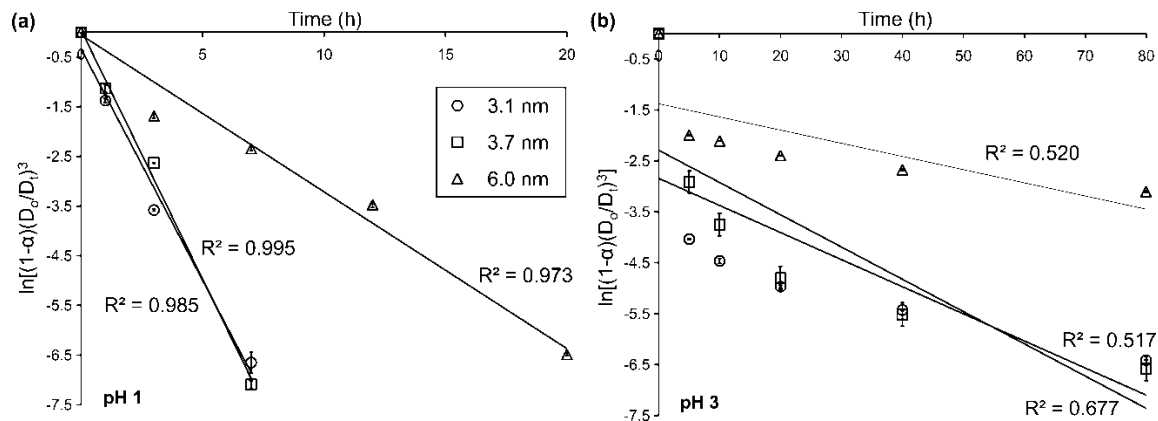 (a)
Time (h)
0
5
10
15
20
-0.5
-1.5
-2.5
-3.5
-4.5
-5.5
-6.5
-7.5
ln[(1-α)(Dₒ/Dₜ)³
3.1 nm
3.7 nm
6.0 nm
R² = 0.995
R² = 0.985
R² = 0.973
pH 1
(b)
Time (h)
0
10
20
30
40
50
60
70
80
-0.5
-1.5
-2.5
-3.5
-4.5
-5.5
-6.5
-7.5
ln[(1-α)(Dₒ/Dₜ)³]
R² = 0.520
R² = 0.517
R² = 0.677
pH 3